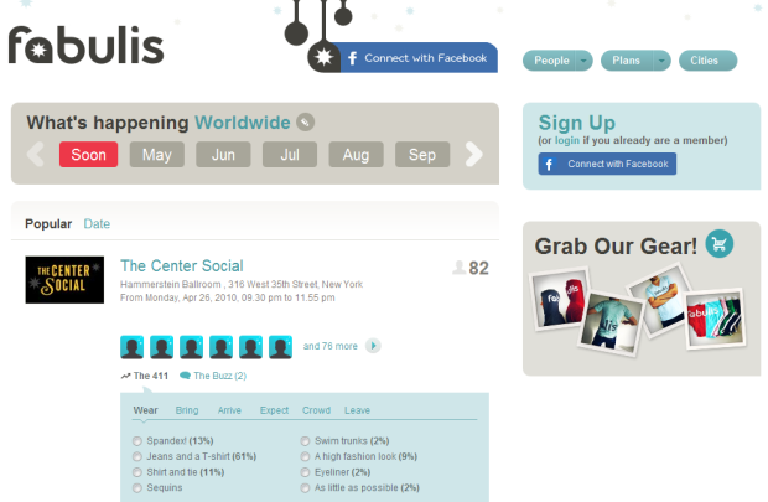 fabulis
Connect with Facebook
People
Plans
Cities
What's happening Worldwide
Soon
May
Jun
Jul
Aug
Sep
Sign Up
(or login if you already are a member)
Connect with Facebook
Popular
Date
Grab Our Gear!
THE CENTER
SOCIAL
The Center Social
82
Hammerstein Ballroom , 316 West 35th Street, New York
From Monday, Apr 26, 2010, 09:30 pm to 11:55 pm
and 76 more
The 411
The Buzz (2)
Wear
Bring
Arrive
Expect
Crowd
Leave
Spandex! (13%)
Swim trunks (2%)
Jeans and a T-shirt (61%)
A high fashion look (9%)
Shirt and tie (11%)
Eyeliner (2%)
Sequins
As little as possible (2%)